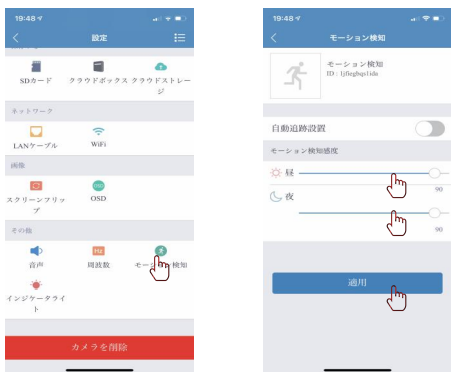 19:48
設定
SDカード
クラウドボックス
クラウドストレージ
ネットワーク
LANケーブル
WiFi
画像
スクリーンフリップ
OSD
その他
音声
Hz
周波数
モーション検知
インジケータライト
カメラを削除
19:48
モーション検知
モーション検知
ID : ljfieghqylida
自動追跡設置
モーション検知感度
昼
90
夜
90
適用